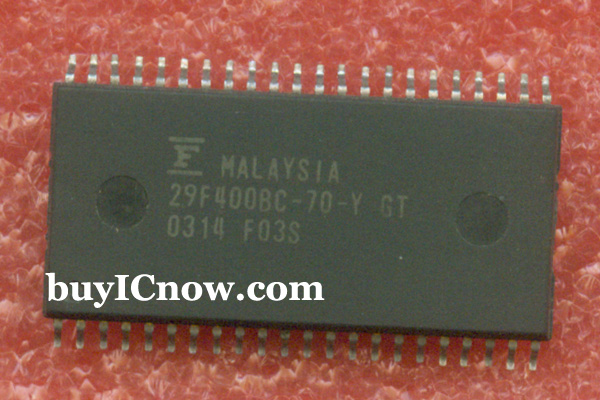 F MALAYSIA
29F400BC-70-Y GT
0314 F03S
buyICnow.com